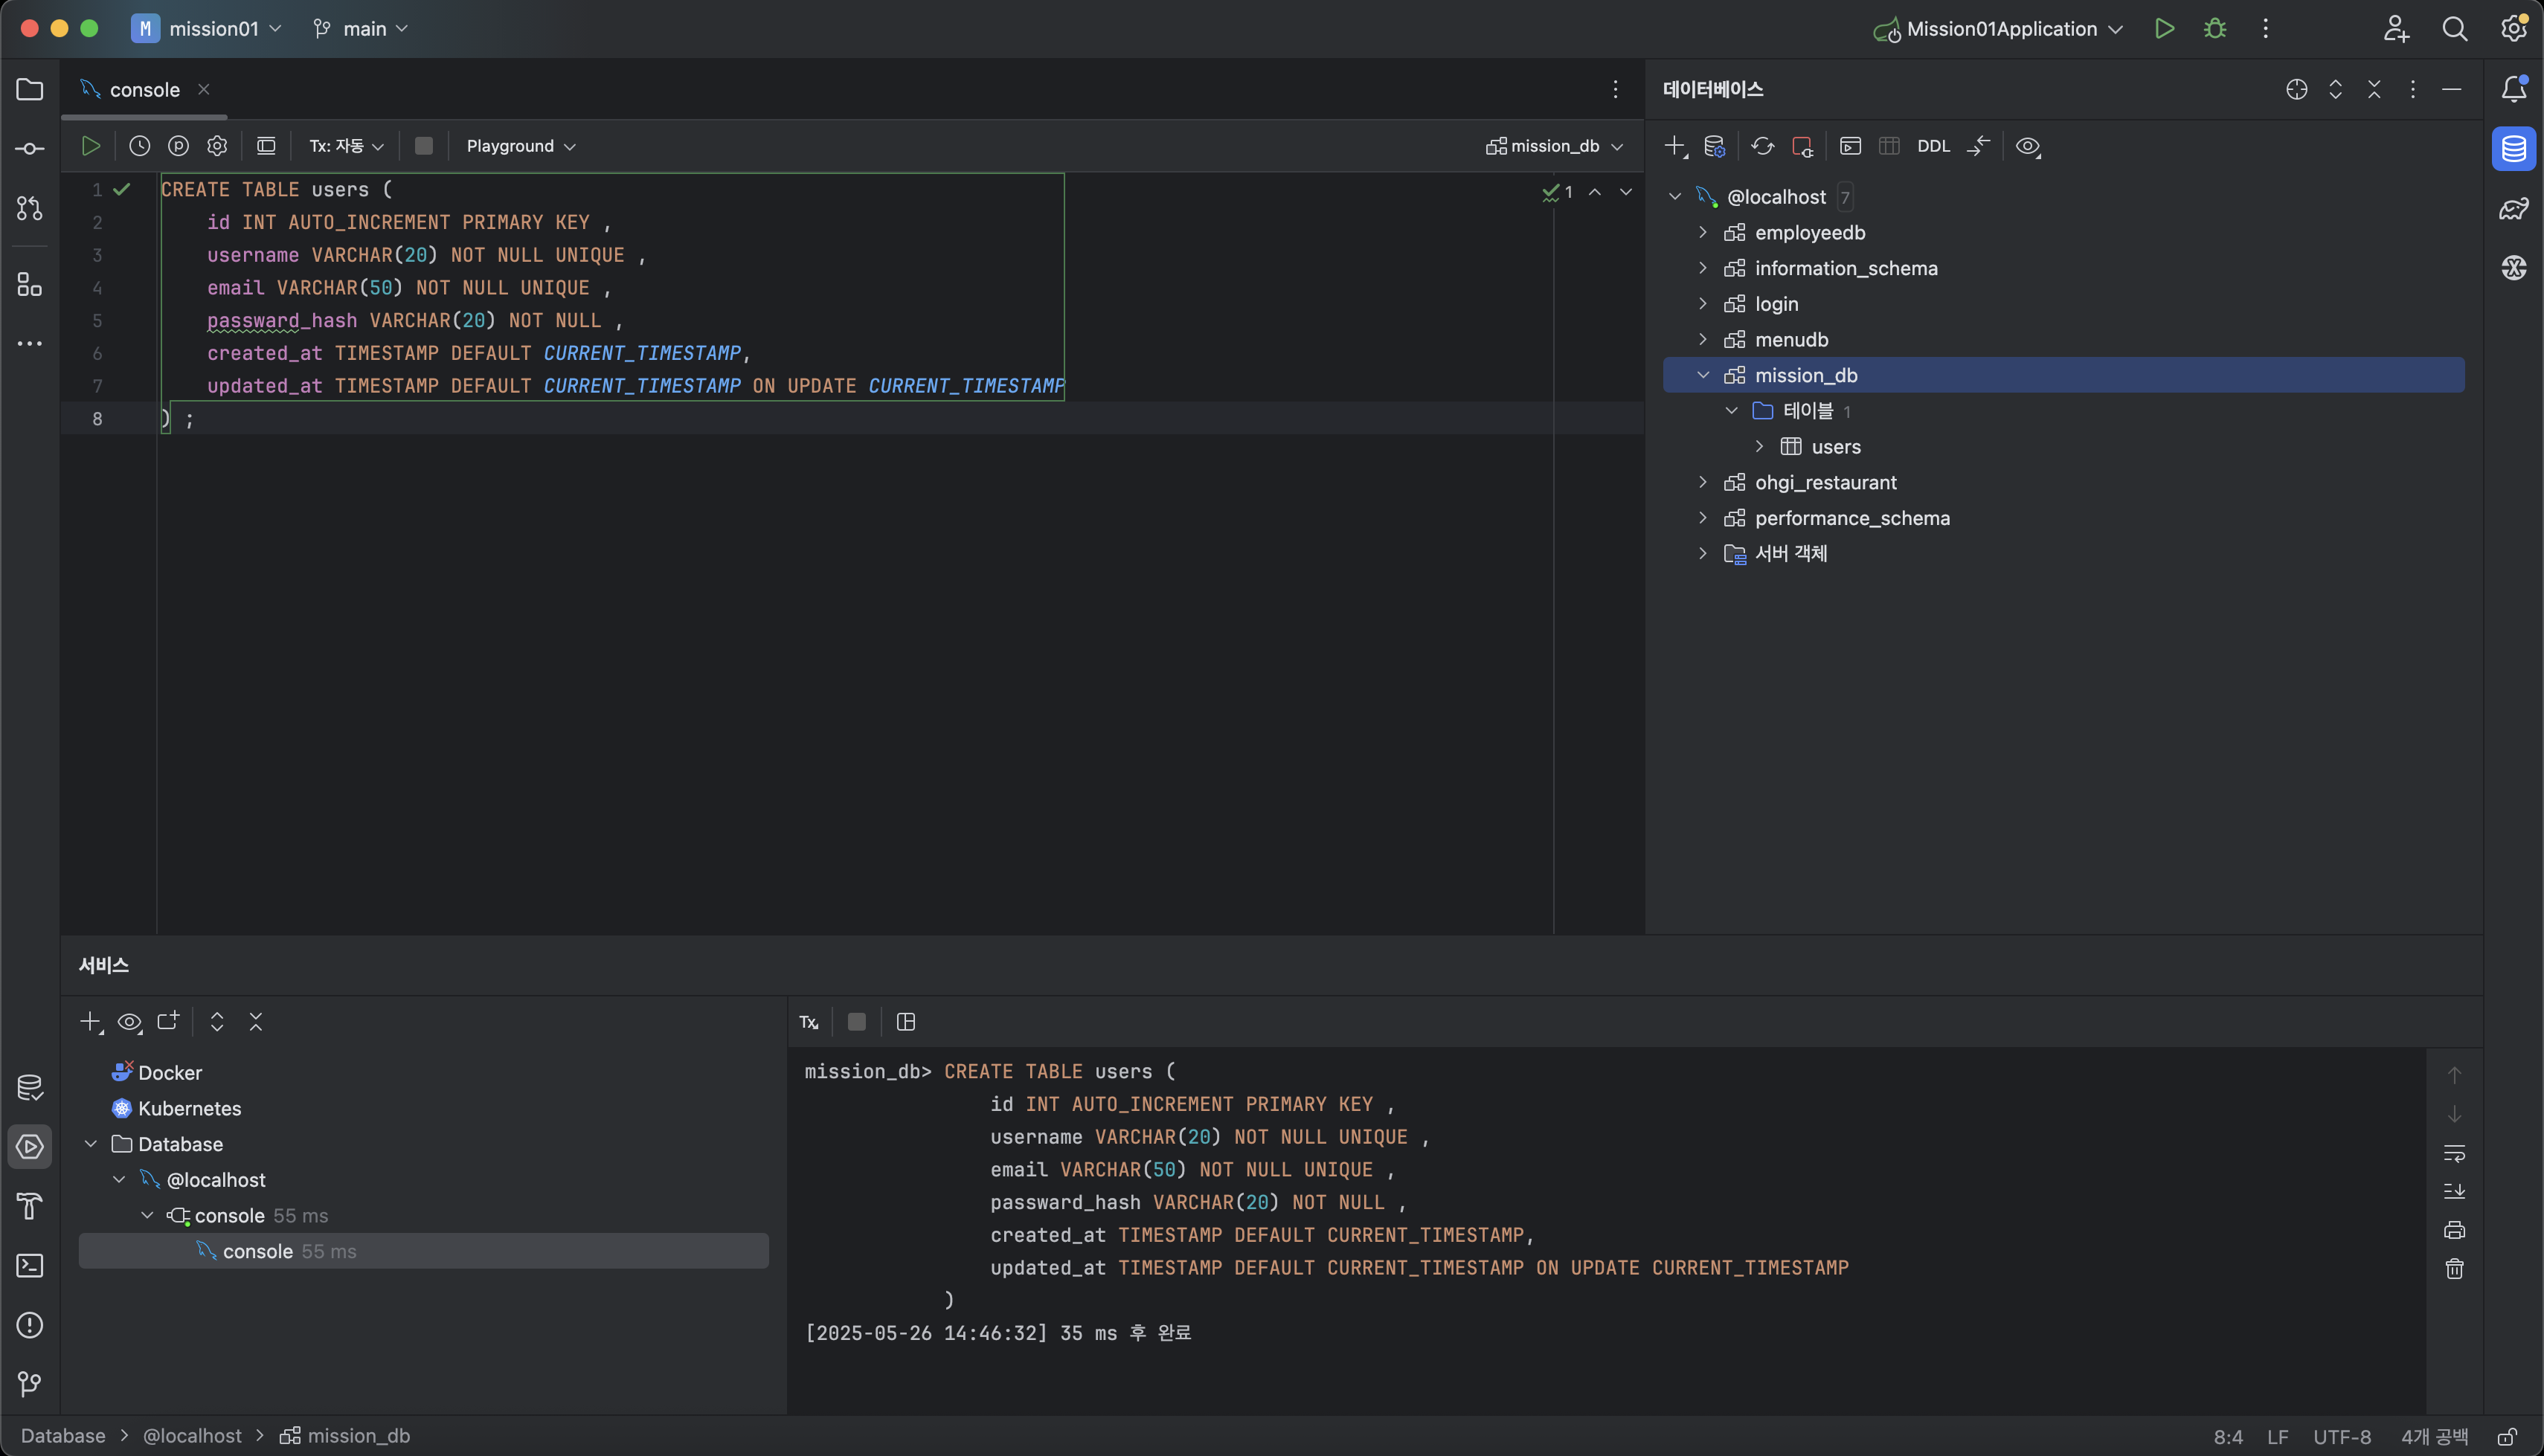 M mission01 main Mission01Application
console
데이터베이스
Tx: 자동 Playground mission_db
DDL
1 CREATE TABLE users (
2 id INT AUTO_INCREMENT PRIMARY KEY ,
3 username VARCHAR(20) NOT NULL UNIQUE ,
4 email VARCHAR(50) NOT NULL UNIQUE ,
5 passward_hash VARCHAR(20) NOT NULL ,
6 created_at TIMESTAMP DEFAULT CURRENT_TIMESTAMP,
7 updated_at TIMESTAMP DEFAULT CURRENT_TIMESTAMP ON UPDATE CURRENT_TIMESTAMP
8 ) ;
1
@localhost 7
employeedb
information_schema
login
menudb
mission_db
테이블 1
users
ohgi_restaurant
performance_schema
서버 객체
서비스
Docker
Kubernetes
Database
@localhost
console 55 ms
console 55 ms
Tx
mission_db> CREATE TABLE users (
id INT AUTO_INCREMENT PRIMARY KEY ,
username VARCHAR(20) NOT NULL UNIQUE ,
email VARCHAR(50) NOT NULL UNIQUE ,
passward_hash VARCHAR(20) NOT NULL ,
created_at TIMESTAMP DEFAULT CURRENT_TIMESTAMP,
updated_at TIMESTAMP DEFAULT CURRENT_TIMESTAMP ON UPDATE CURRENT_TIMESTAMP
)
[2025-05-26 14:46:32] 35 ms 후 완료
Database > @localhost > mission_db
8:4 LF UTF-8 4개 공백